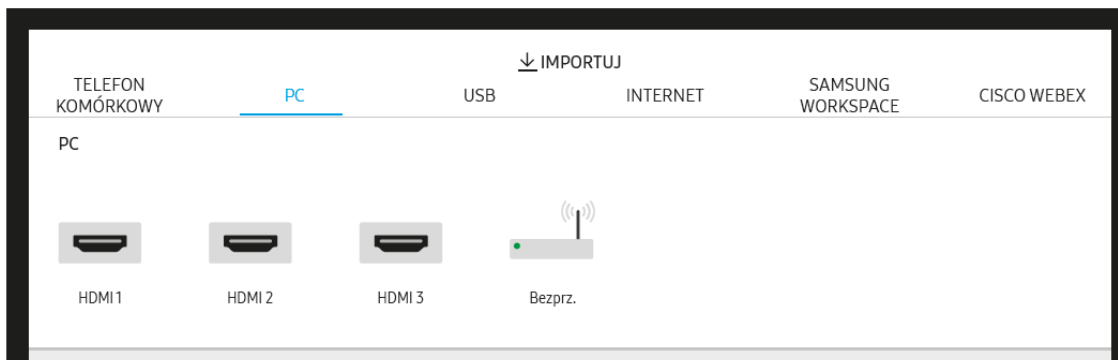 IMPORTUJ
TELEFON
KOMÓRKOWY
PC
USB
INTERNET
SAMSUNG
WORKSPACE
CISCO WEBEX
PC
HDMI 1
HDMI 2
HDMI 3
Bezprz.